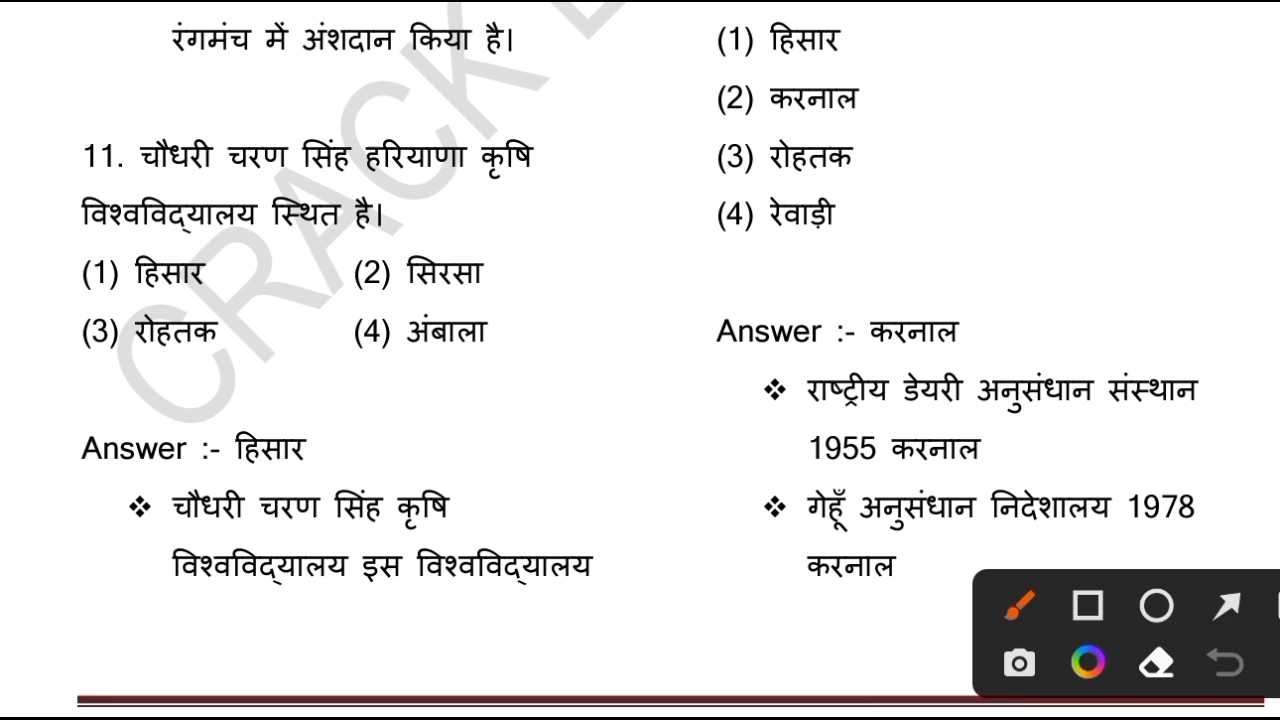 रंगमंच में अंशदान किया है।
11. चौधरी चरण सिंह हरियाणा कृषि
विश्वविद्यालय स्थित है।
(1) हिसार (2) सिरसा
(3) रोहतक (4) अंबाला
Answer :- हिसार
❖ चौधरी चरण सिंह कृषि
विश्वविद्यालय इस विश्वविद्यालय
(1) हिसार
(2) करनाल
(3) रोहतक
(4) रेवाड़ी
Answer :- करनाल
❖ राष्ट्रीय डेयरी अनुसंधान संस्थान
1955 करनाल
❖ गेहूँ अनुसंधान निदेशालय 1978
करनाल
CRACK